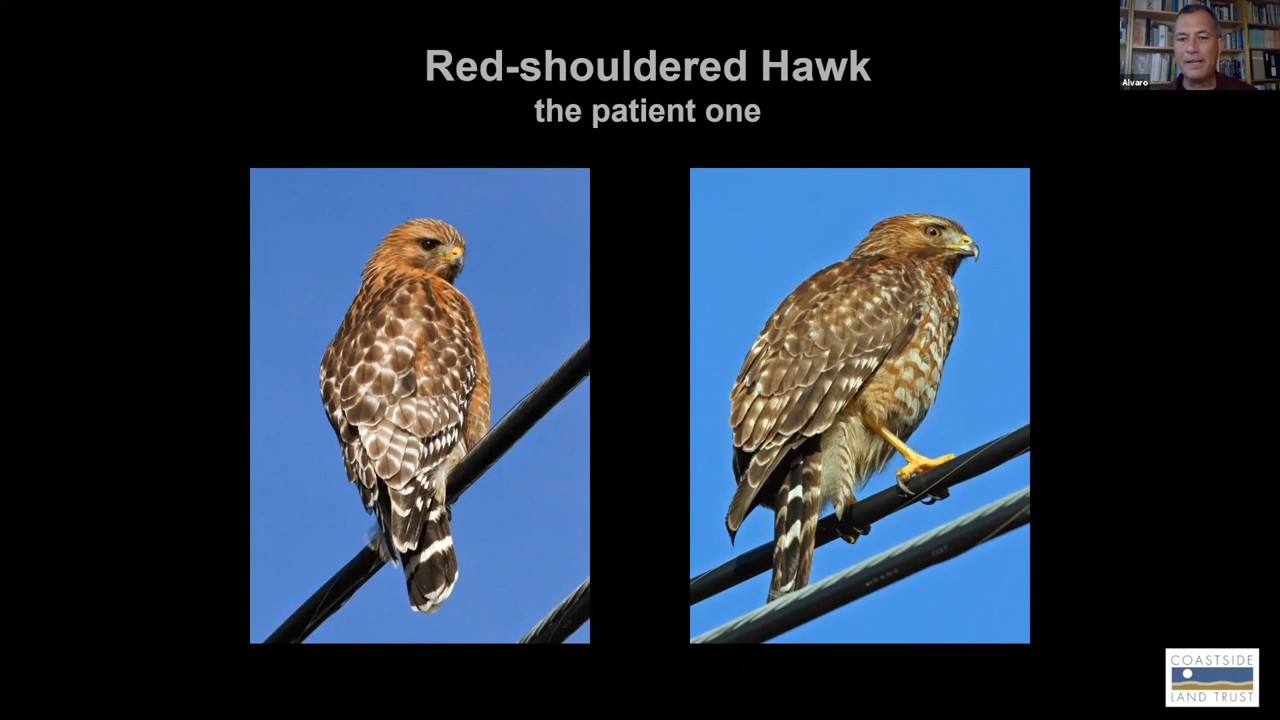 Red-shouldered Hawk
the patient one
Alvaro
COASTSIDE
LAND TRUST